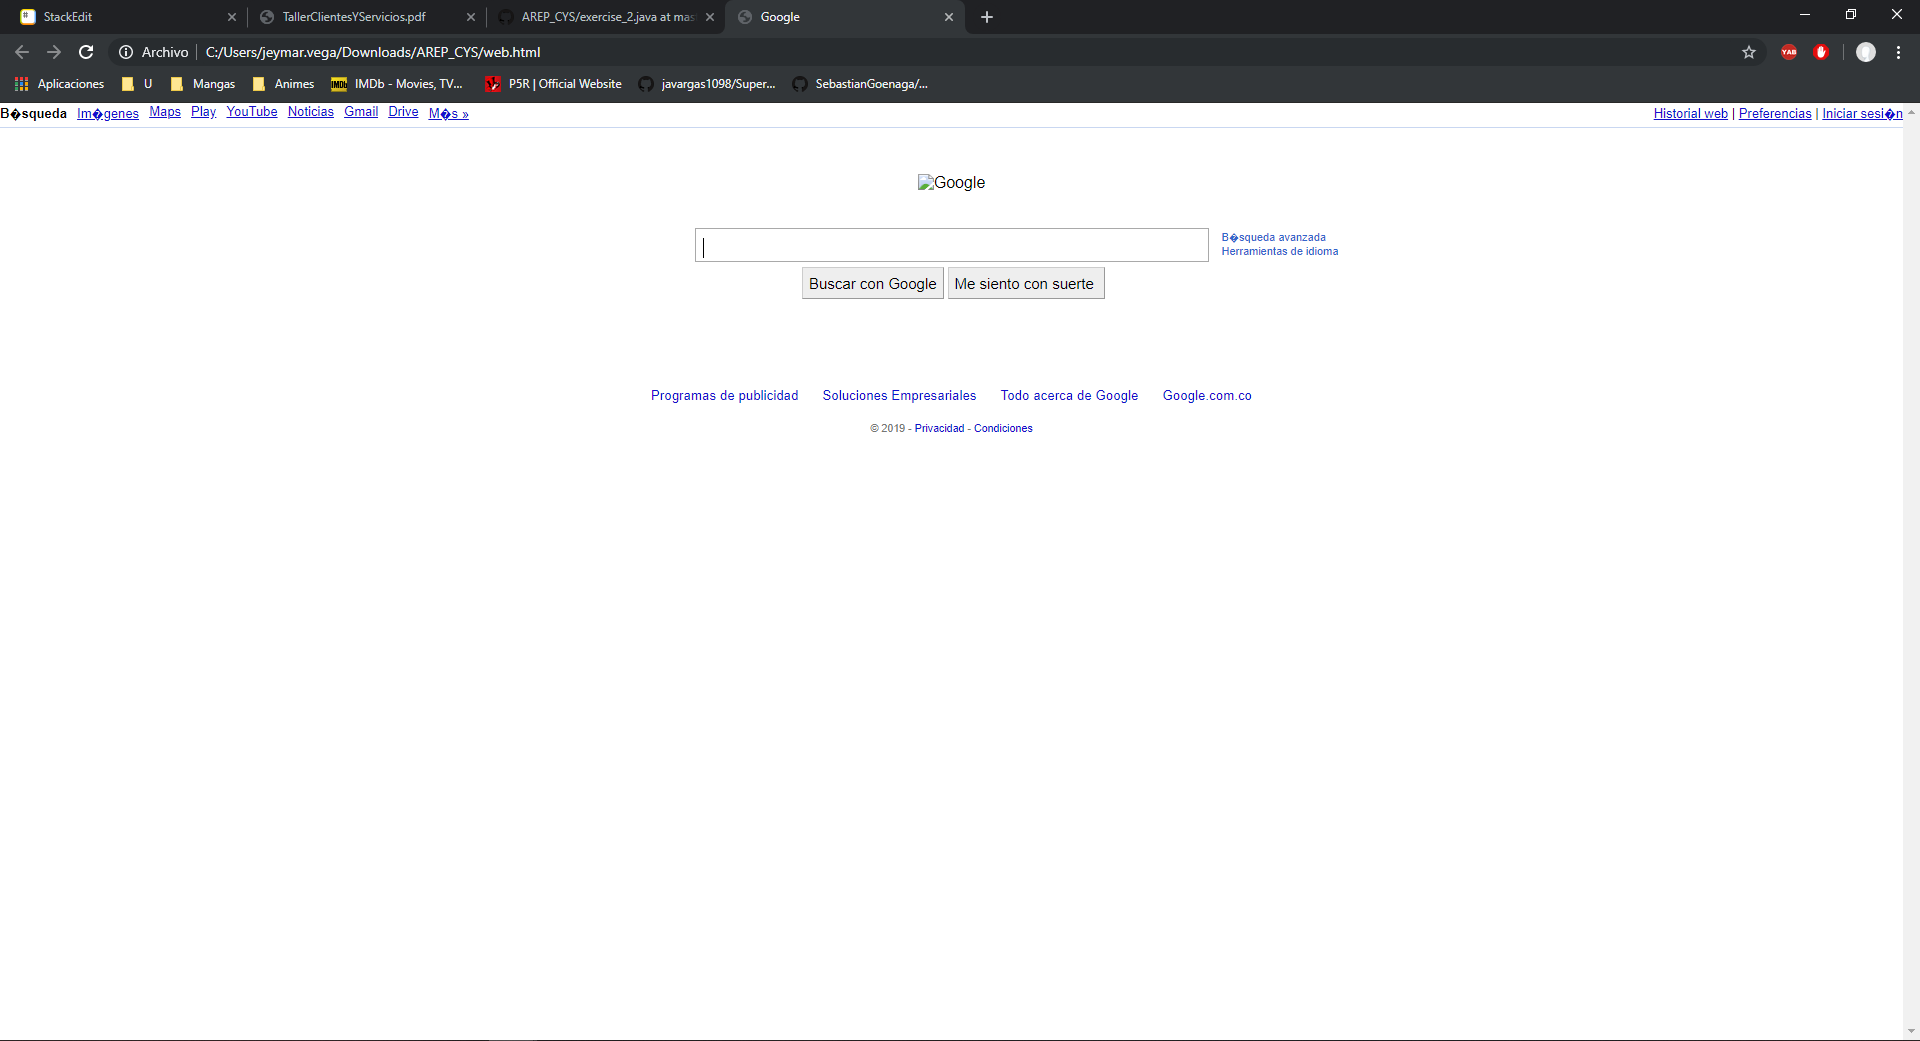 StackEdit
TallerClientesYServicios.pdf
AREP_CYS/exercise_2.java at mas
Google
Archivo
C:/Users/jeymar.vega/Downloads/AREP_CYS/web.html
YAB
Aplicaciones
U
Mangas
Animes
IMDb
IMDb - Movies, TV...
P5R | Official Website
javargas1098/Super...
SebastianGoenaga/...
B�squeda Im�genes Maps Play YouTube Noticias Gmail Drive M�s »
Historial web | Preferencias | Iniciar sesi�n
Google
B�squeda avanzada
Herramientas de idioma
Buscar con Google
Me siento con suerte
Programas de publicidad Soluciones Empresariales Todo acerca de Google Google.com.co
© 2019 - Privacidad - Condiciones